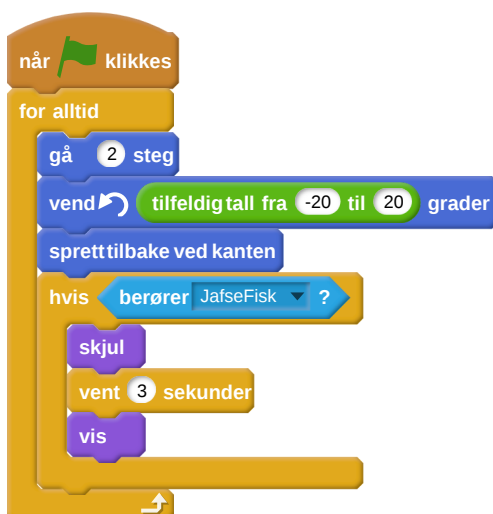 når klikkes
for alltid
gå 2 steg
vend tilfeldig tall fra -20 til 20 grader
sprett tilbake ved kanten
hvis berører JafseFisk ?
skjul
vent 3 sekunder
vis